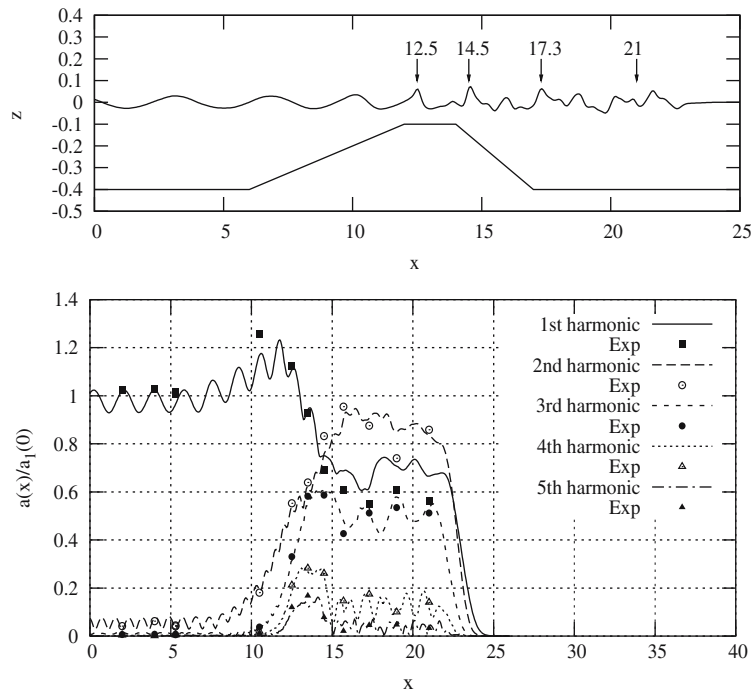 0.4
0.3
0.2
0.1
0
-0.1
-0.2
-0.3
-0.4
-0.5
z
12.5 14.5 17.3 21
0 5 10 15 20 25
x
1.4
1.2
1
0.8
0.6
0.4
0.2
0
a(x)/a1(0)
1st harmonic
Exp
2nd harmonic
Exp
3rd harmonic
Exp
4th harmonic
Exp
5th harmonic
Exp
0 5 10 15 20 25 30 35 40
x